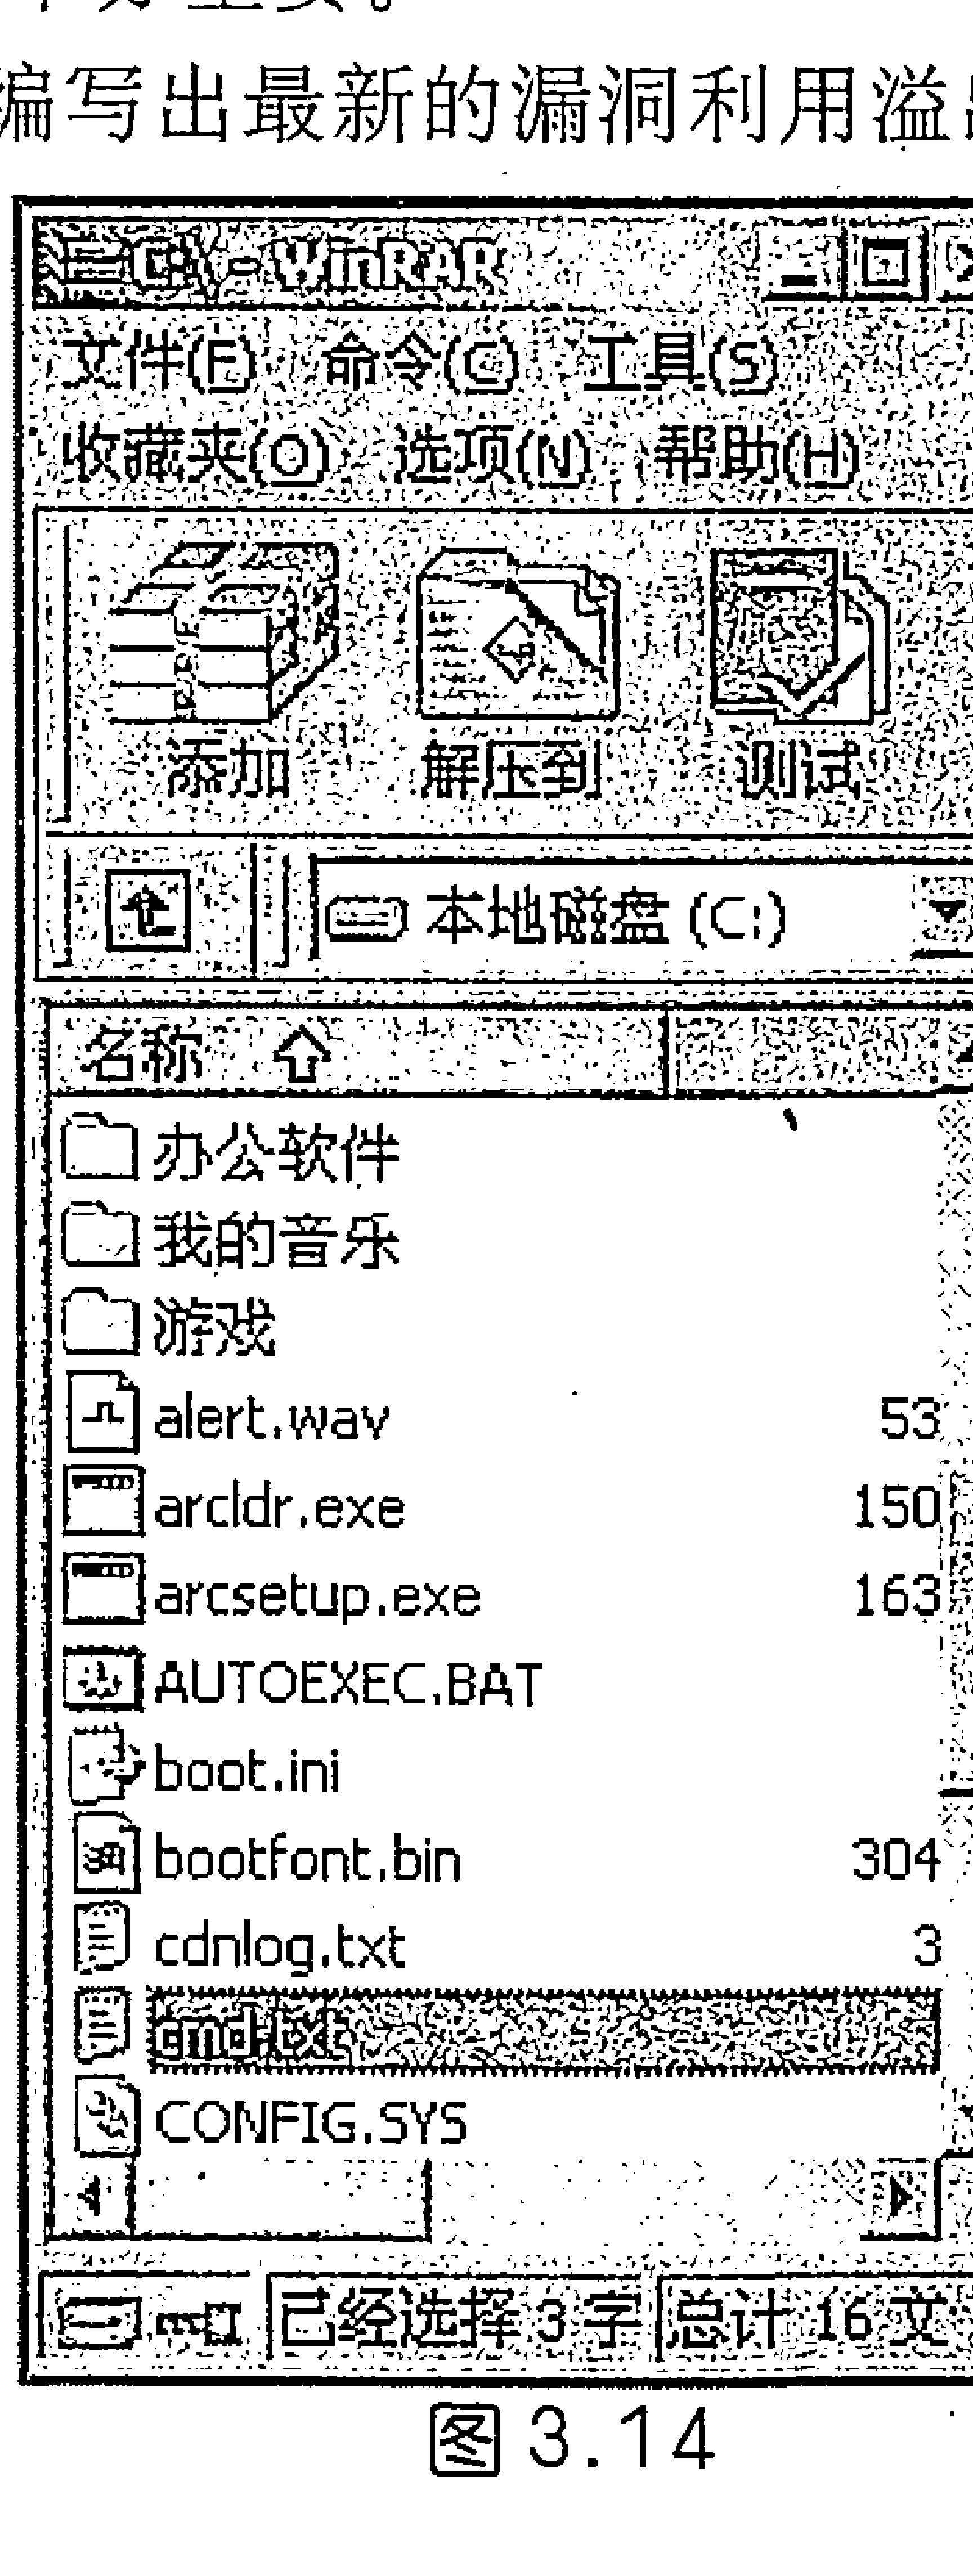 编写出最新的漏洞利用溢
C:\ - WinRAR
文件(F) 命令(C) 工具(S)
收藏夹(O) 选项(N) 帮助(H)
添加 解压到 测试
本地磁盘 (C:)
名称
办公软件
我的音乐
游戏
alert.wav 53
arcldr.exe 150
arcsetup.exe 163
AUTOEXEC.BAT
boot.ini
bootfont.bin 304
cdnlog.txt 3
cmd.txt
CONFIG.SYS
已经选择 3 字 总计 16 文
图 3.14